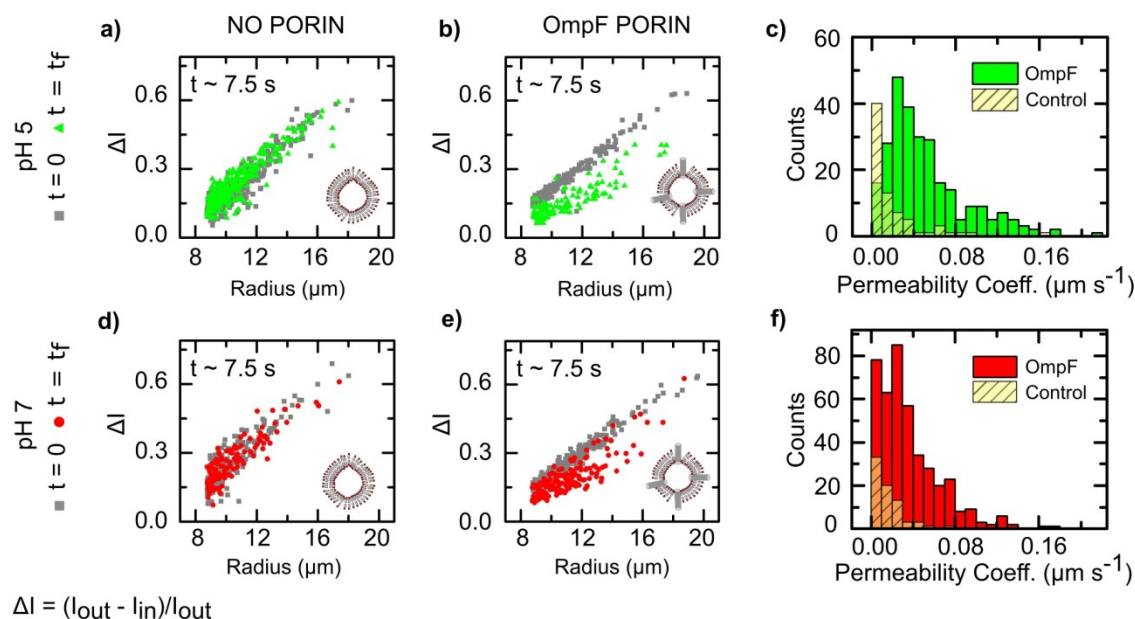 NO PORIN
OmpF PORIN
a)
b)
c)
pH 5
t = 0 t = tf
t ~ 7.5 s
t ~ 7.5 s
ΔI
0.6
0.3
0.0
8 12 16 20
Radius (µm)
ΔI
0.6
0.3
0.0
8 12 16 20
Radius (µm)
Counts
60
40
20
0
OmpF
Control
0.00 0.08 0.16
Permeability Coeff. (µm s-1)
d)
e)
f)
pH 7
t = 0 t = tf
t ~ 7.5 s
t ~ 7.5 s
ΔI
0.6
0.3
0.0
8 12 16 20
Radius (µm)
ΔI
0.6
0.3
0.0
8 12 16 20
Radius (µm)
Counts
80
60
40
20
0
OmpF
Control
0.00 0.08 0.16
Permeability Coeff. (µm s-1)
ΔI = (Iout - Iin)/Iout